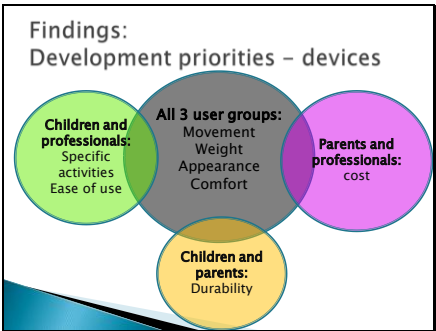 Findings:
Development priorities – devices
All 3 user groups:
Movement
Weight
Appearance
Comfort
Children and
professionals:
Specific
activities
Ease of use
Parents and
professionals:
cost
Children and
parents:
Durability